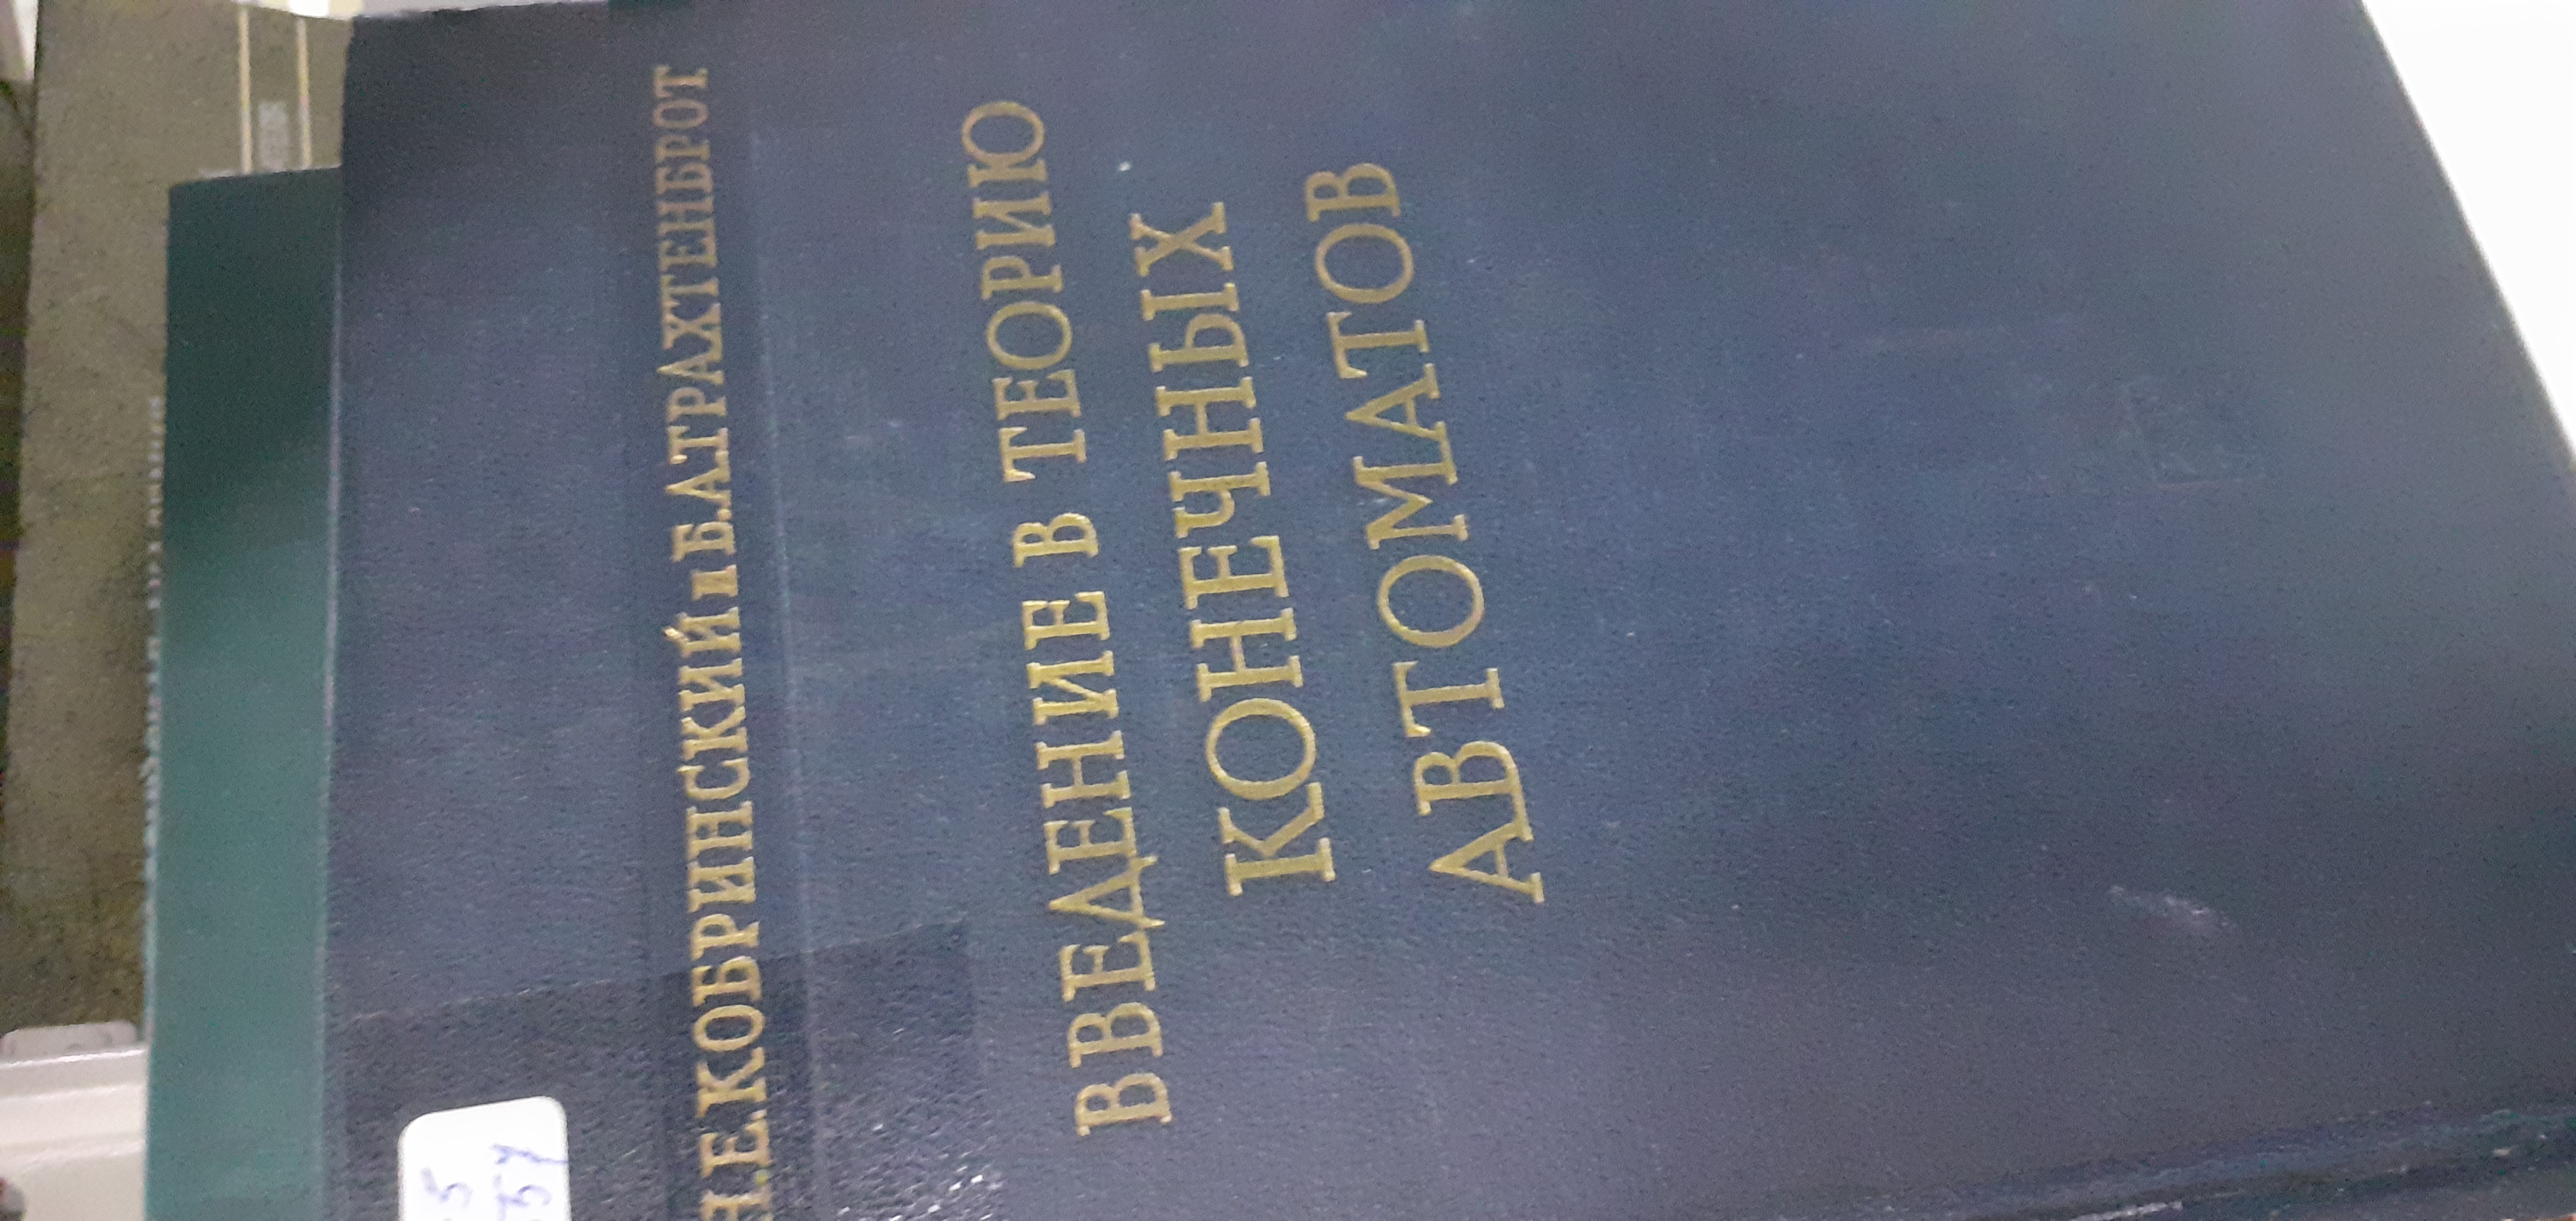 Н.Е.КОБРИНСКИЙ и Б.А.ТРАХТЕНБРОТ
ВВЕДЕНИЕ В ТЕОРИЮ
КОНЕЧНЫХ
АВТОМАТОВ